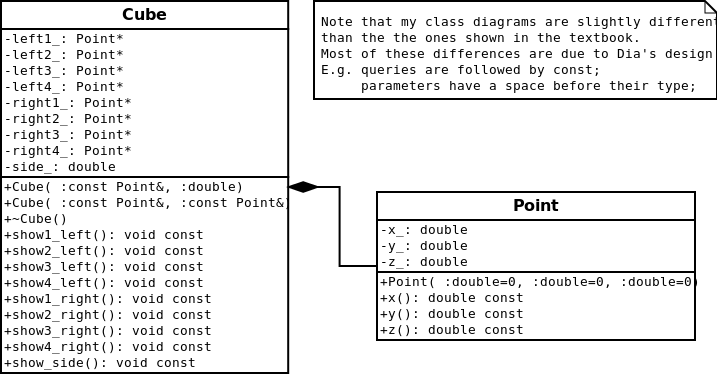 Cube
-left1_: Point*
-left2_: Point*
-left3_: Point*
-left4_: Point*
-right1_: Point*
-right2_: Point*
-right3_: Point*
-right4_: Point*
-side_: double
+Cube( :const Point&, :double)
+Cube( :const Point&, :const Point&)
+~Cube()
+show1_left(): void const
+show2_left(): void const
+show3_left(): void const
+show4_left(): void const
+show1_right(): void const
+show2_right(): void const
+show3_right(): void const
+show4_right(): void const
+show_side(): void const
Note that my class diagrams are slightly different
than the the ones shown in the textbook.
Most of these differences are due to Dia's design
E.g. queries are followed by const;
parameters have a space before their type;
Point
-x_: double
-y_: double
-z_: double
+Point( :double=0, :double=0, :double=0)
+x(): double const
+y(): double const
+z(): double const